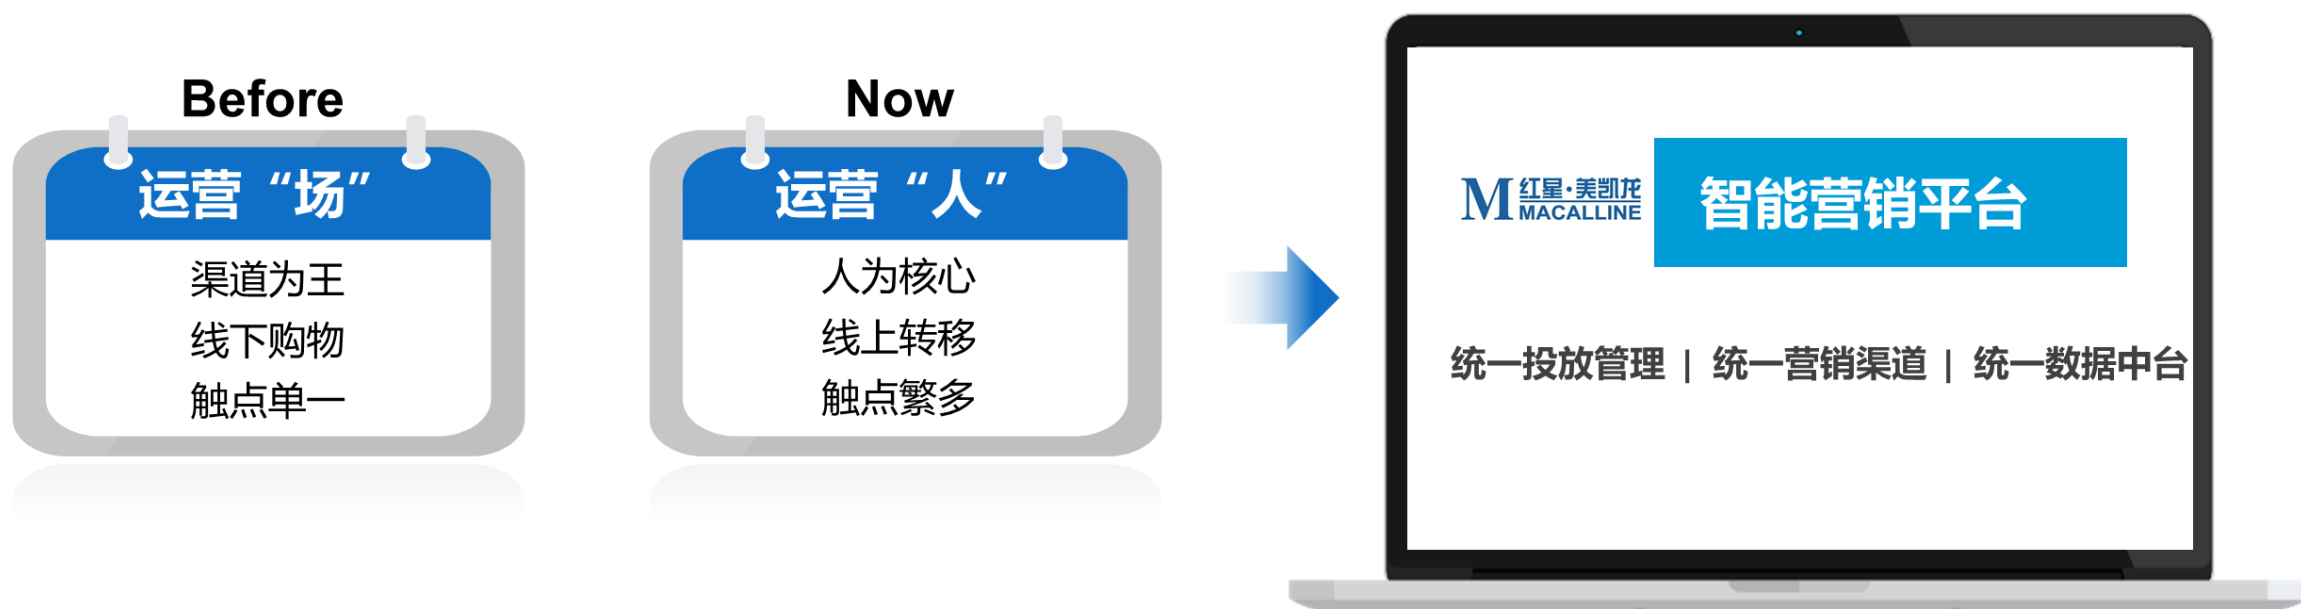 Before
运营“场”
渠道为王
线下购物
触点单一
Now
运营“人”
人为核心
线上转移
触点繁多
M 红星·美凯龙
MACALLINE
智能营销平台
统一投放管理 | 统一营销渠道 | 统一数据中台